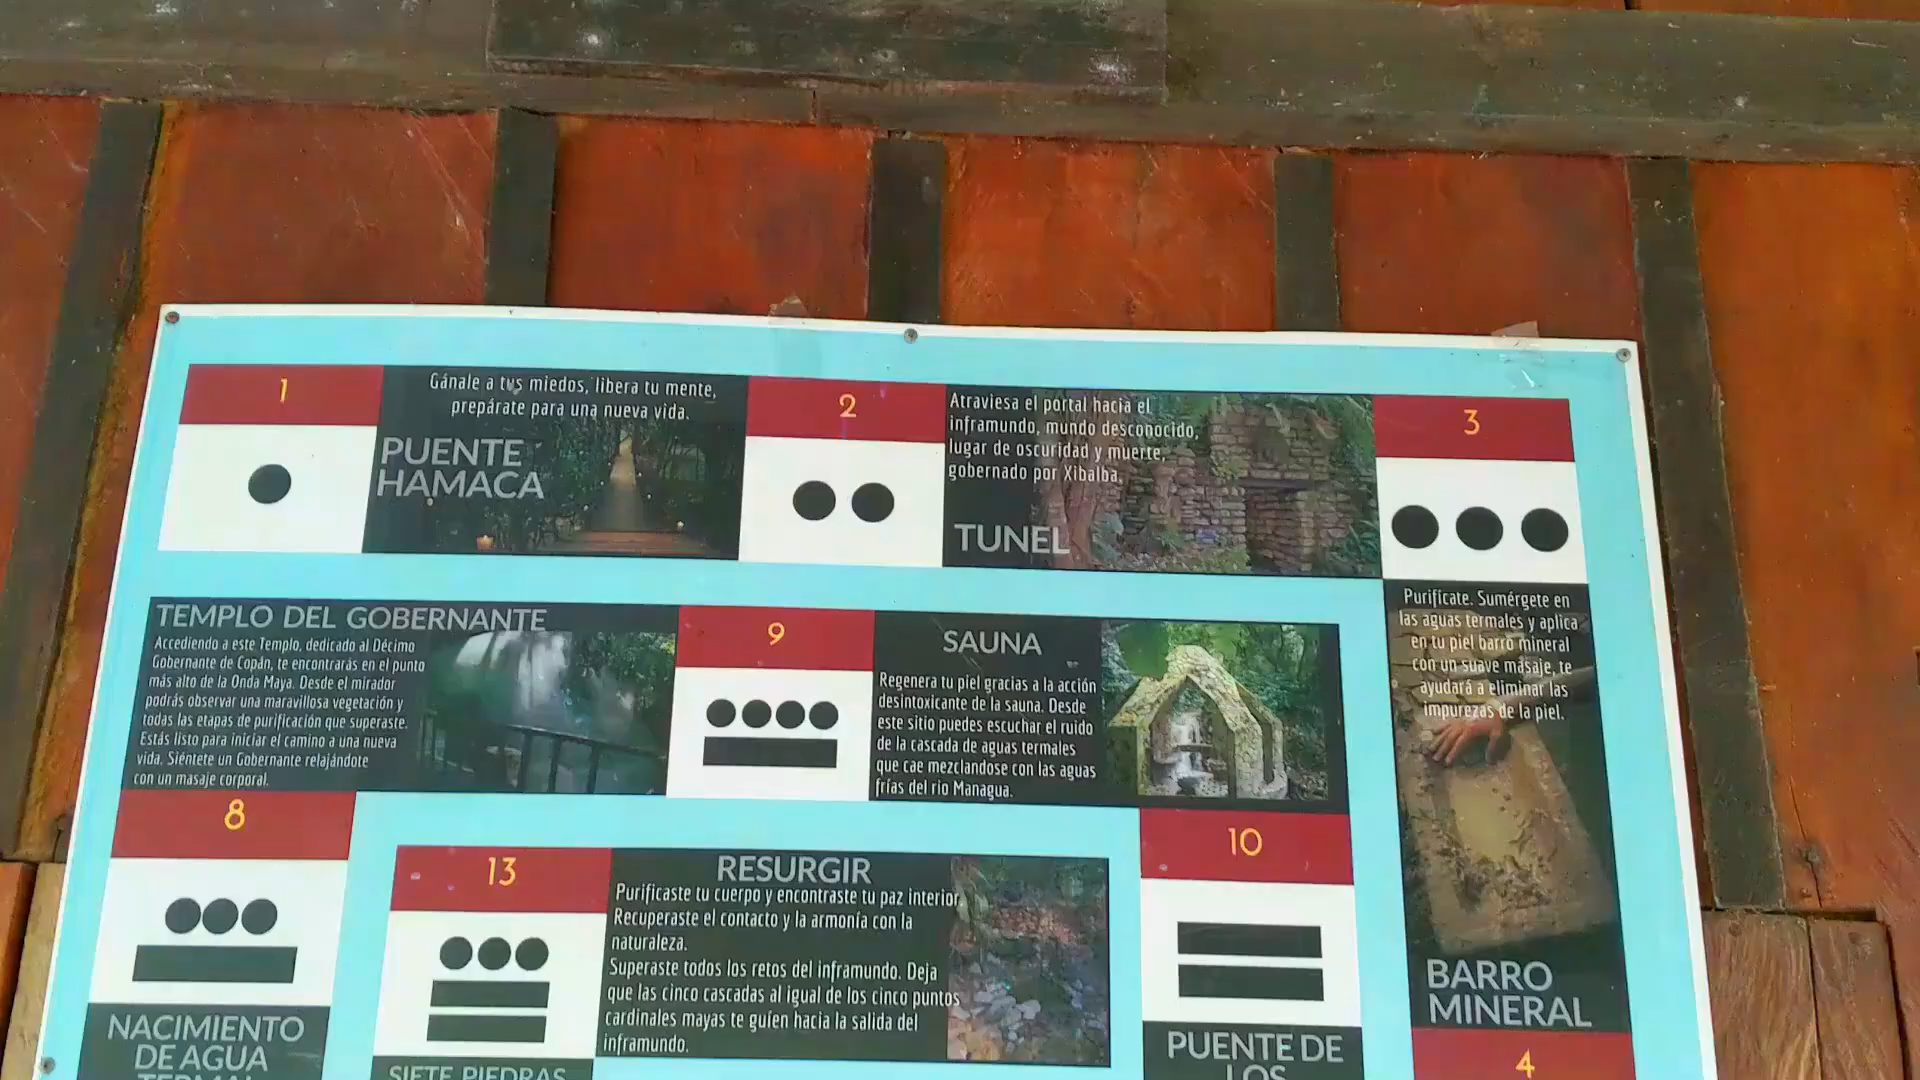 1
Gánale a tus miedos, libera tu mente,
prepárate para una nueva vida.
PUENTE
HAMACA
2
Atraviesa el portal hacia el
inframundo, mundo desconocido,
lugar de oscuridad y muerte,
gobernado por Xibalba.
TUNEL
3
Purifícate. Sumérgete en
las aguas termales y aplica
en tu piel barro mineral
con un suave masaje, te
ayudará a eliminar las
impurezas de la piel.
BARRO
MINERAL
4
TEMPLO DEL GOBERNANTE
Accediendo a este Templo, dedicado al Décimo
Gobernante de Copán, te encontrarás en el punto
más alto de la Onda Maya. Desde el mirador
podrás observar una maravillosa vegetación y
todas las etapas de purificación que superaste.
Estás listo para iniciar el camino a una nueva
vida. Siéntete un Gobernante relajándote
con un masaje corporal.
9
SAUNA
Regenera tu piel gracias a la acción
desintoxicante de la sauna. Desde
este sitio puedes escuchar el ruido
de la cascada de aguas termales
que cae mezclandose con las aguas
frías del rio Managua.
8
NACIMIENTO
DE AGUA
TERMAL
13
RESURGIR
Purificaste tu cuerpo y encontraste tu paz interior.
Recuperaste el contacto y la armonía con la
naturaleza.
Superaste todos los retos del inframundo. Deja
que las cinco cascadas al igual de los cinco puntos
cardinales mayas te guíen hacia la salida del
inframundo.
SIETE PIEDRAS
10
PUENTE DE
LOS